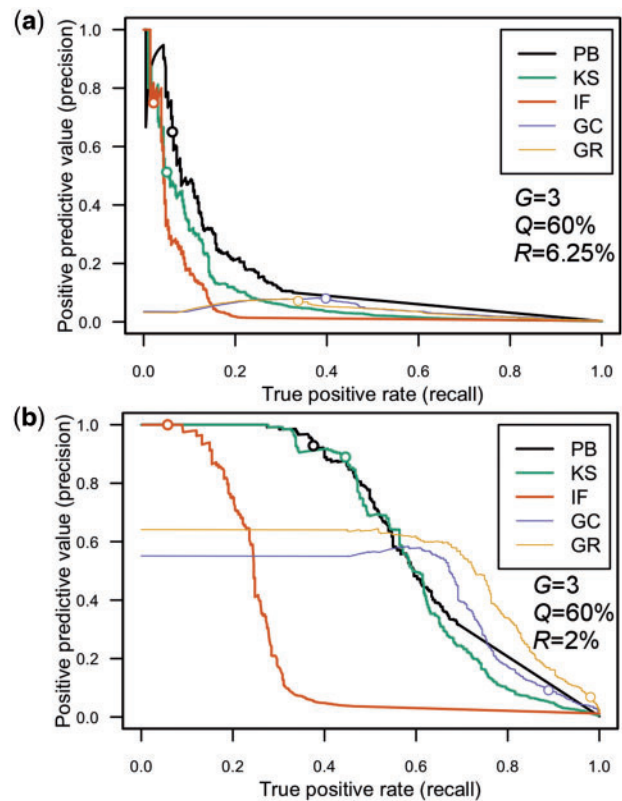 (a)
Positive predictive value (precision)
1.0
0.8
0.6
0.4
0.2
0.0
PB
KS
IF
GC
GR
G=3
Q=60%
R=6.25%
0.0 0.2 0.4 0.6 0.8 1.0
True positive rate (recall)
(b)
Positive predictive value (precision)
1.0
0.8
0.6
0.4
0.2
0.0
PB
KS
IF
GC
GR
G=3
Q=60%
R=2%
0.0 0.2 0.4 0.6 0.8 1.0
True positive rate (recall)